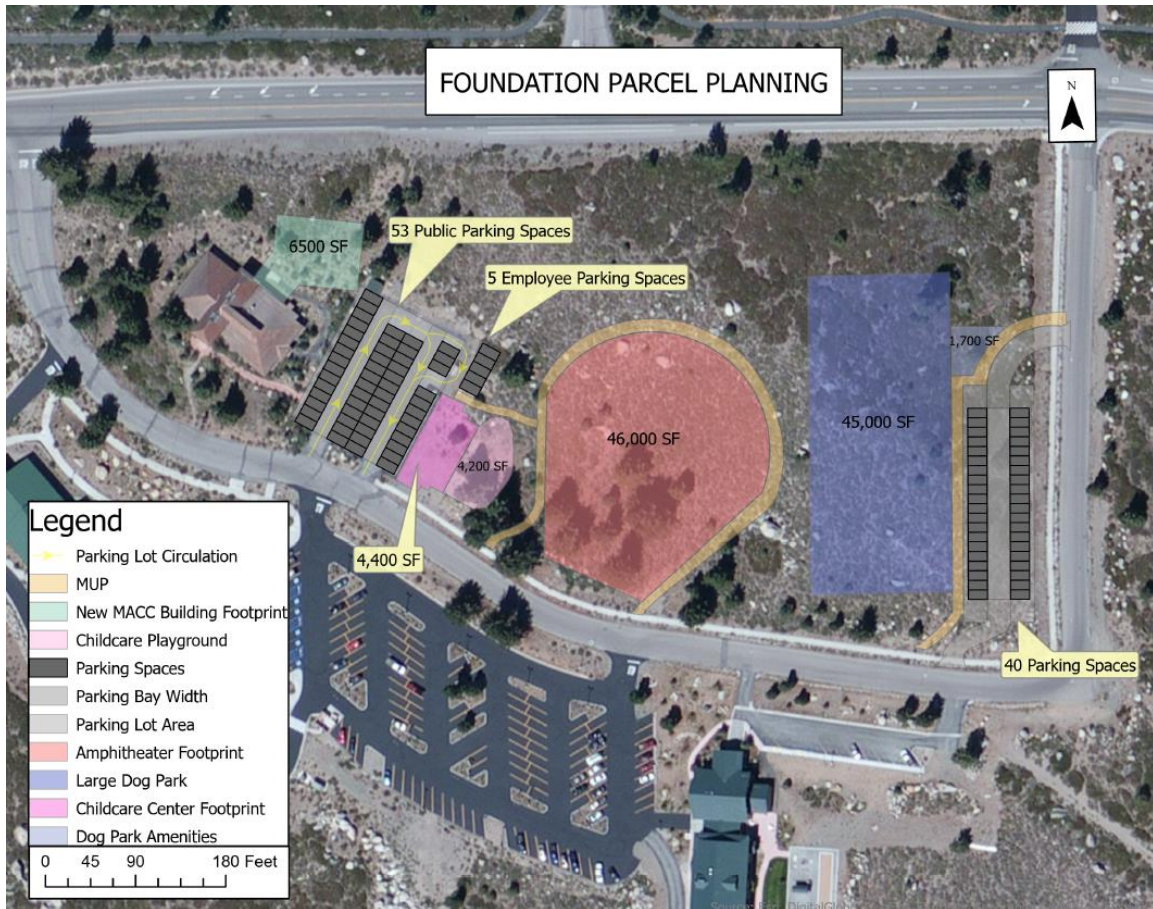 FOUNDATION PARCEL PLANNING
N
53 Public Parking Spaces
6500 SF
5 Employee Parking Spaces
1,700 SF
45,000 SF
46,000 SF
4,200 SF
4,400 SF
40 Parking Spaces
Legend
Parking Lot Circulation
MUP
New MACC Building Footprint
Childcare Playground
Parking Spaces
Parking Bay Width
Parking Lot Area
Amphitheater Footprint
Large Dog Park
Childcare Center Footprint
Dog Park Amenities
0 45 90 180 Feet
Source: Esri, DigitalGlobe